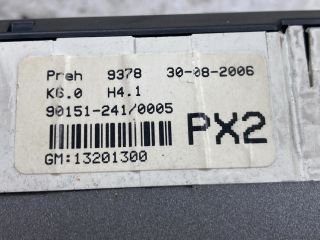 Preh 9378 30-08-2006
K6.0 H4.1
90151-241/0005
PX2
GM:13201300